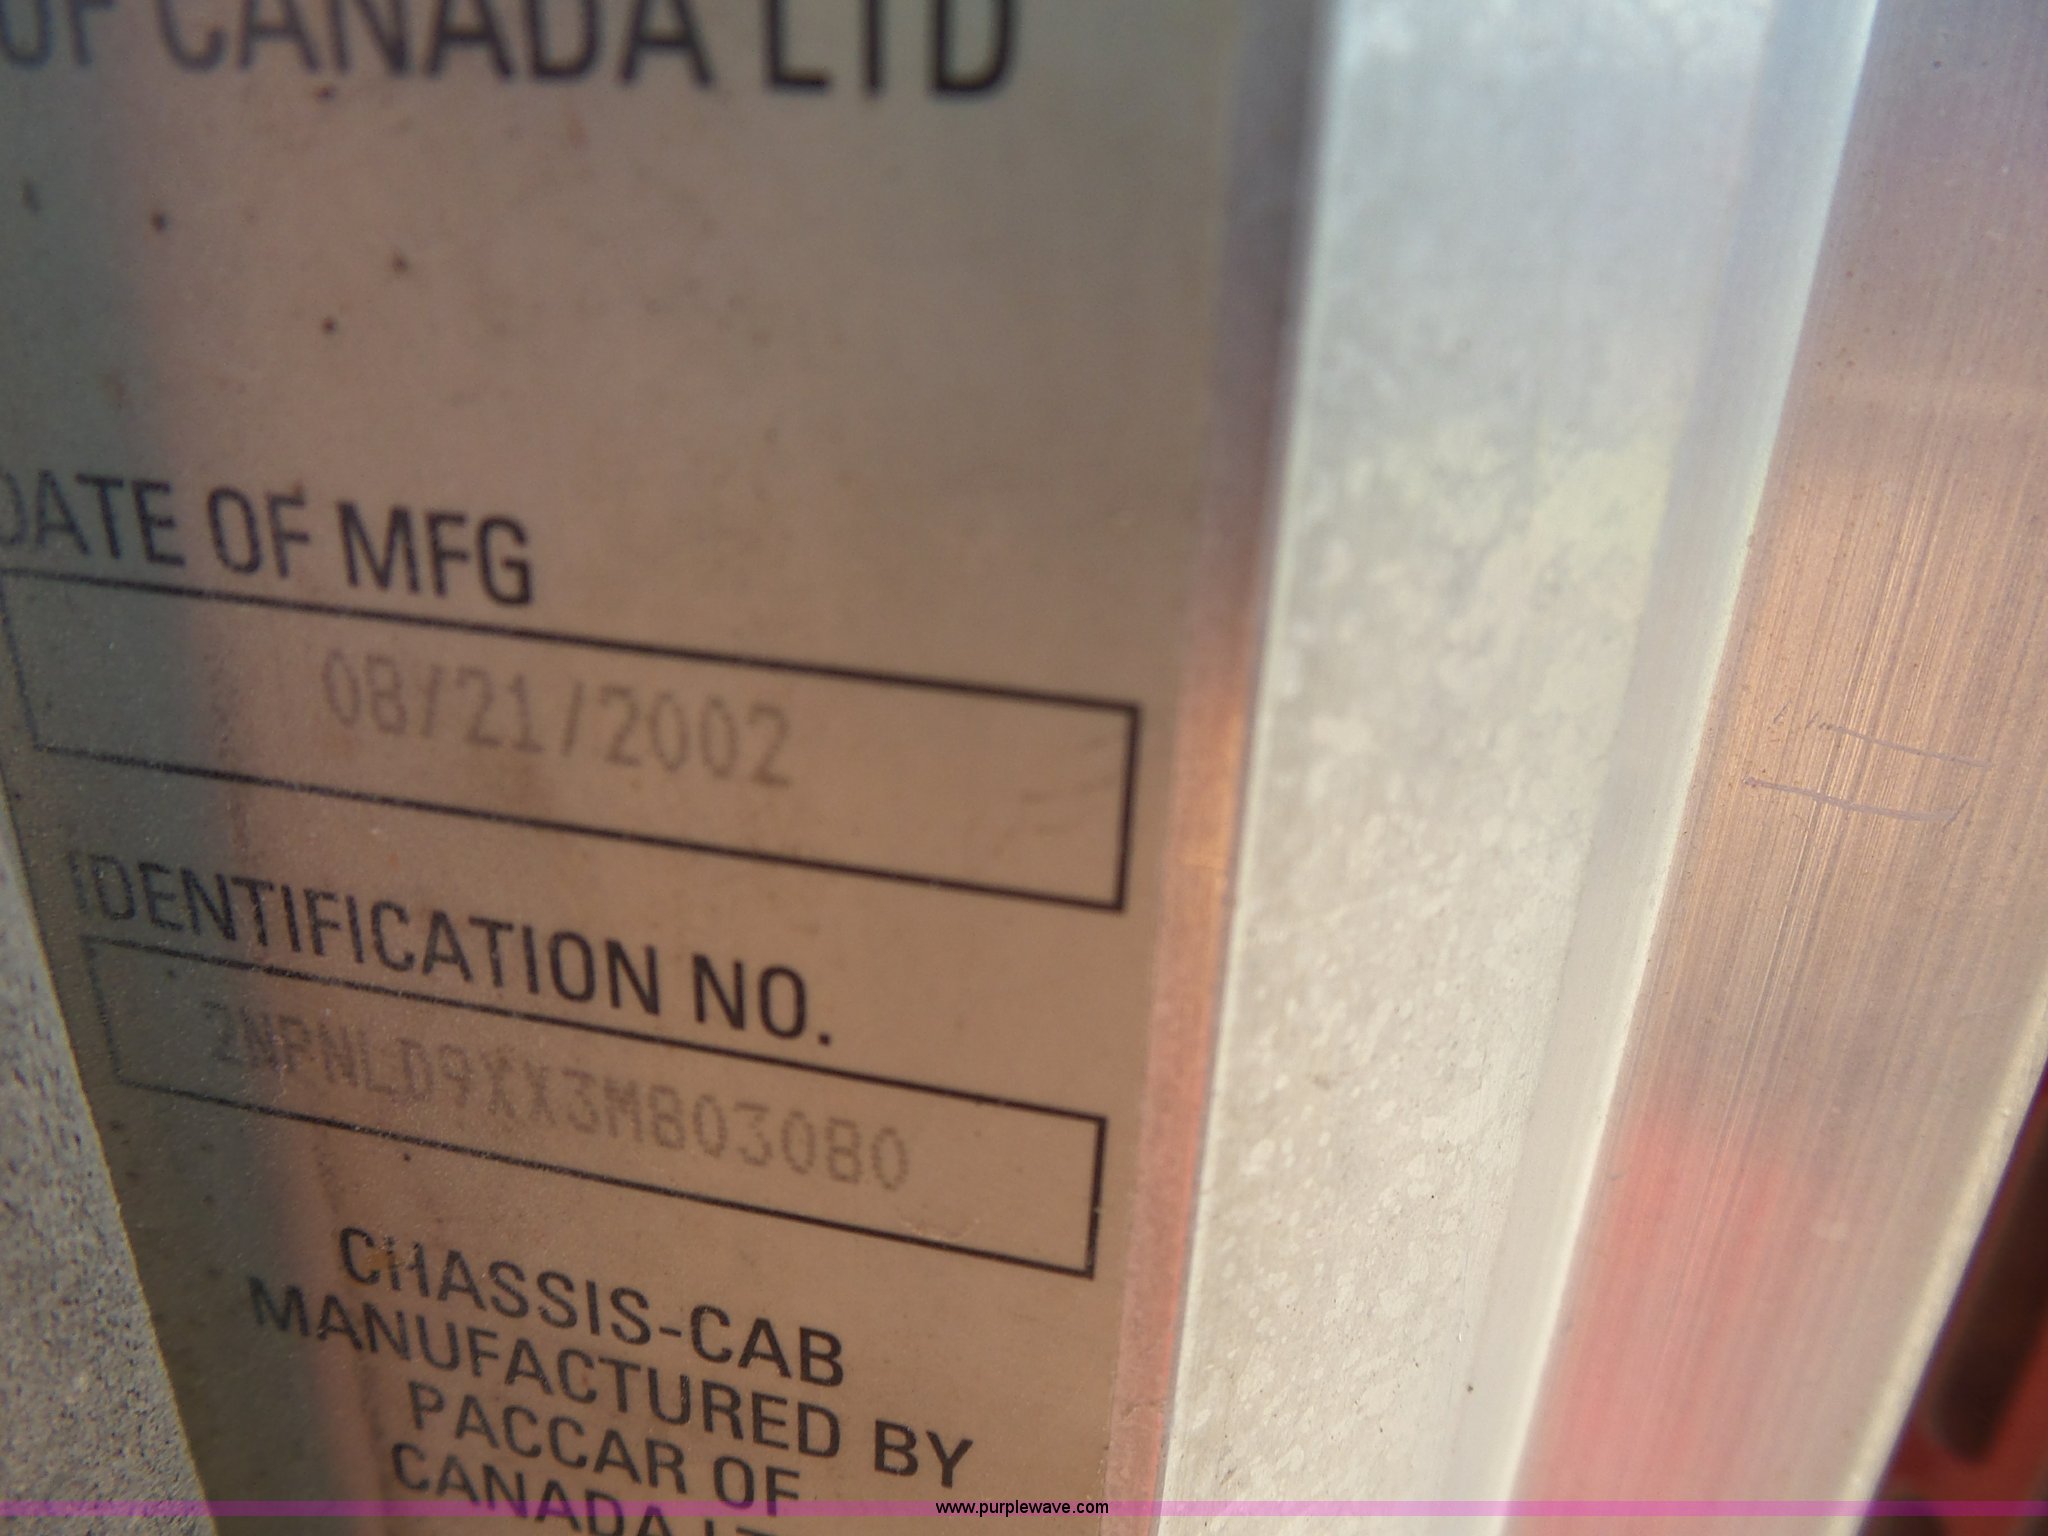 OF CANADA LTD
DATE OF MFG
08/21/2002
IDENTIFICATION NO.
2NPNLD9XX3M803080
CHASSIS-CAB
MANUFACTURED BY
PACCAR OF
CANADA
www.purplewave.com